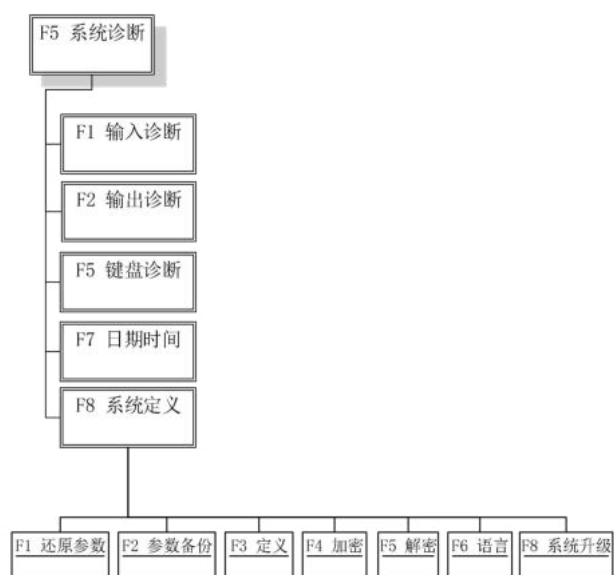 F5 系统诊断
F1 输入诊断
F2 输出诊断
F5 键盘诊断
F7 日期时间
F8 系统定义
F1 还原参数
F2 参数备份
F3 定义
F4 加密
F5 解密
F6 语言
F8 系统升级